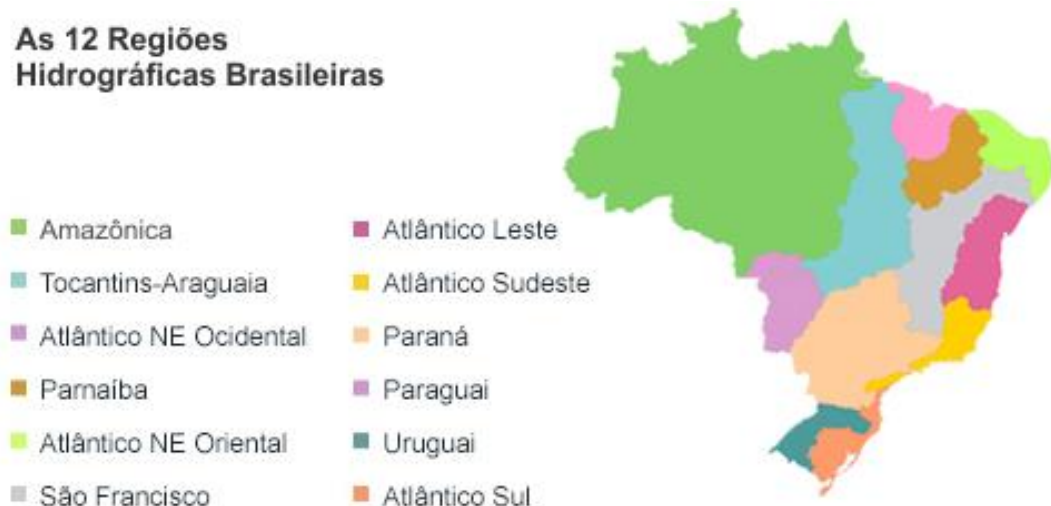 As 12 Regiões
Hidrográficas Brasileiras
Amazônica
Tocantins-Araguaia
Atlântico NE Ocidental
Parnaíba
Atlântico NE Oriental
São Francisco
Atlântico Leste
Atlântico Sudeste
Paraná
Paraguai
Uruguai
Atlântico Sul